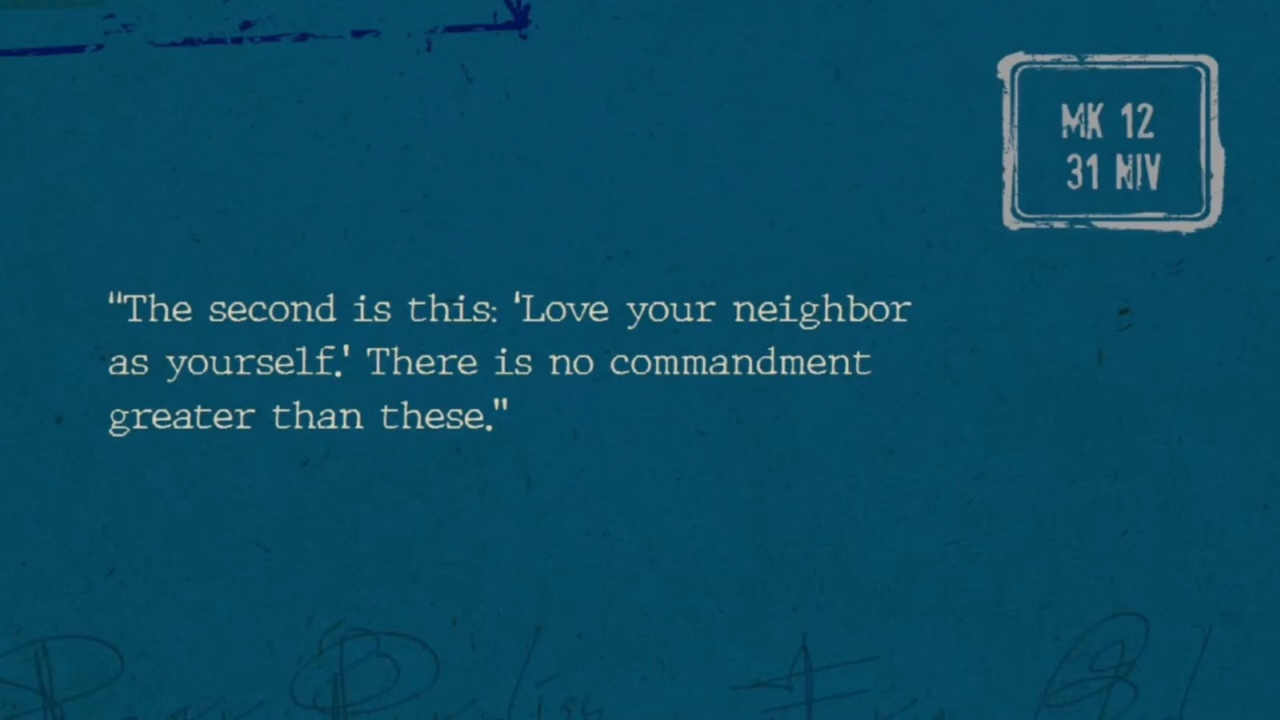 MK 12
31 NIV
"The second is this: 'Love your neighbor
as yourself.' There is no commandment
greater than these."